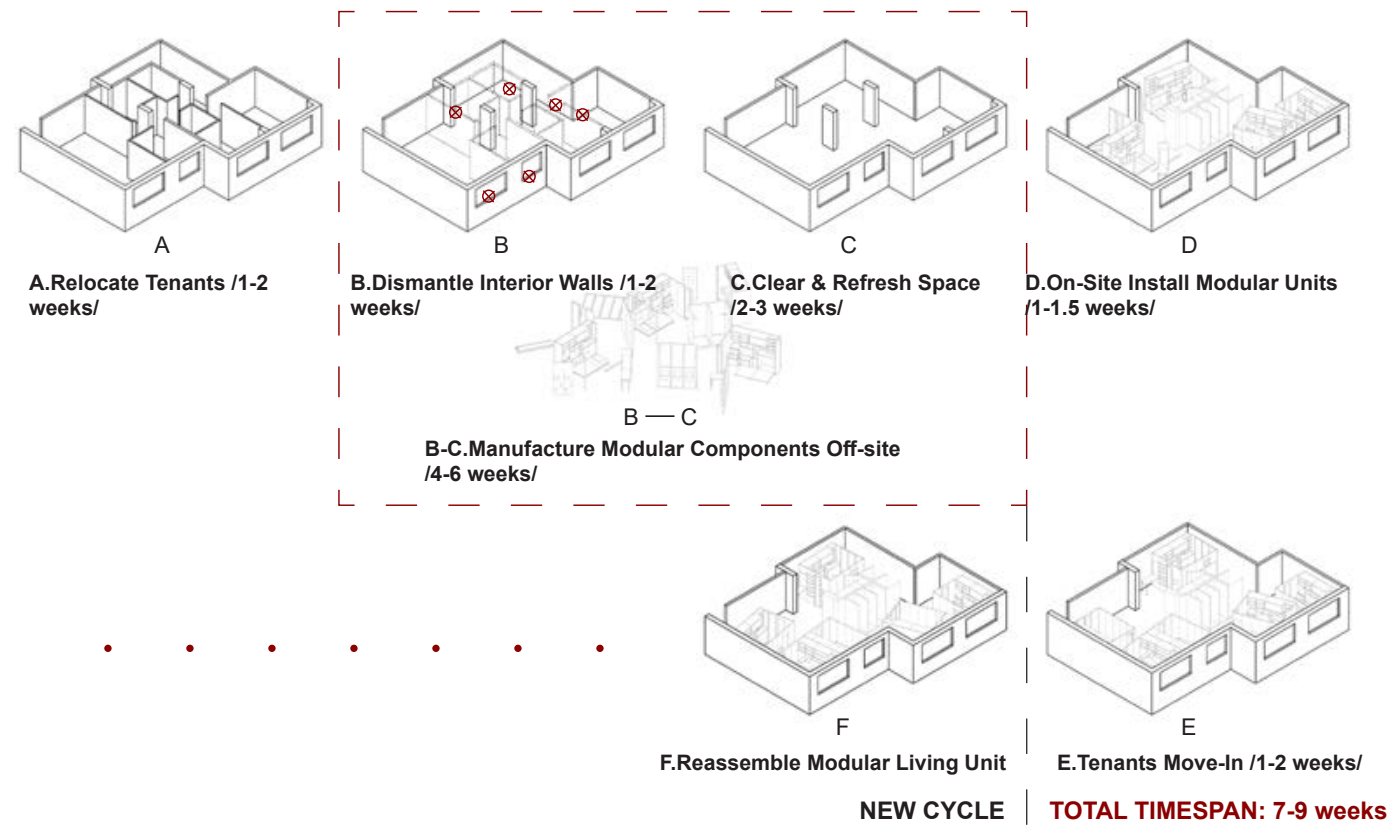 A
B
C
D
A.Relocate Tenants /1-2
weeks/
B.Dismantle Interior Walls /1-2
weeks/
C.Clear & Refresh Space
/2-3 weeks/
D.On-Site Install Modular Units
/1-1.5 weeks/
B — C
B-C.Manufacture Modular Components Off-site
/4-6 weeks/
F
E
F.Reassemble Modular Living Unit
E.Tenants Move-In /1-2 weeks/
NEW CYCLE
TOTAL TIMESPAN: 7-9 weeks